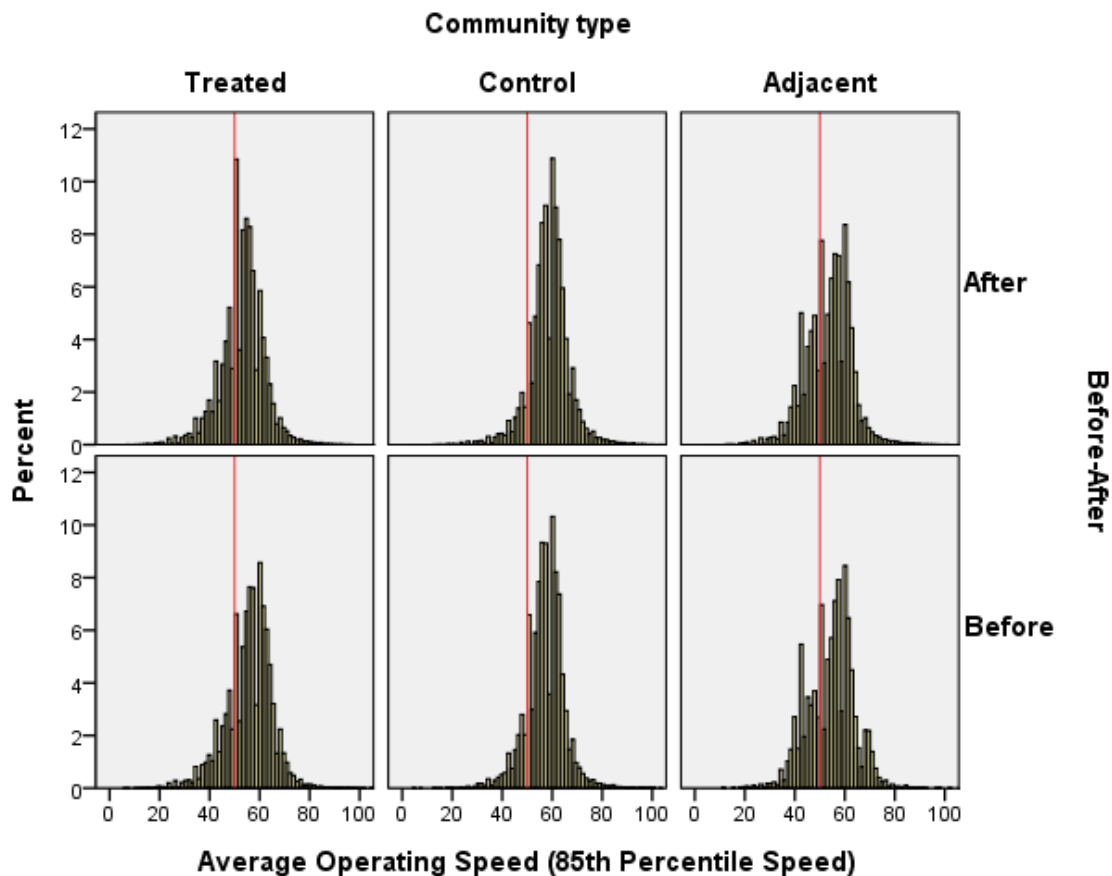 Community type
Treated Control Adjacent
12
10
8
6
4
2
0
After
12
10
8
6
4
2
0
Before
Percent
Before-After
0 20 40 60 80 100 0 20 40 60 80 100 0 20 40 60 80 100
Average Operating Speed (85th Percentile Speed)